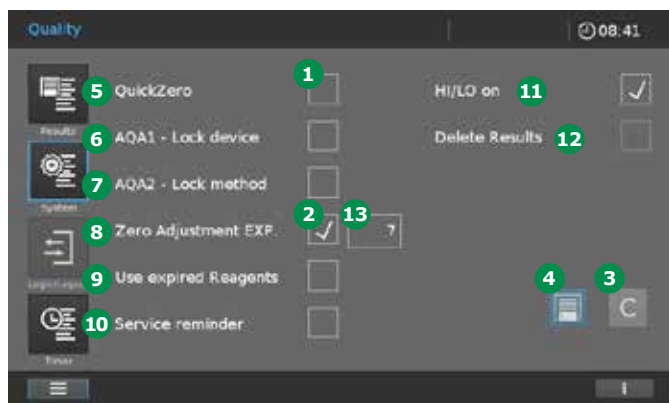 Quality
08:41
1
5 QuickZero
HI/LO on 11
Results
6 AQA1 - Lock device
Delete Results 12
7 AQA2 - Lock method
System
2 13
8 Zero Adjustment EXP. 7
9 Use expired Reagents
4 3
C
10 Service reminder
Timer